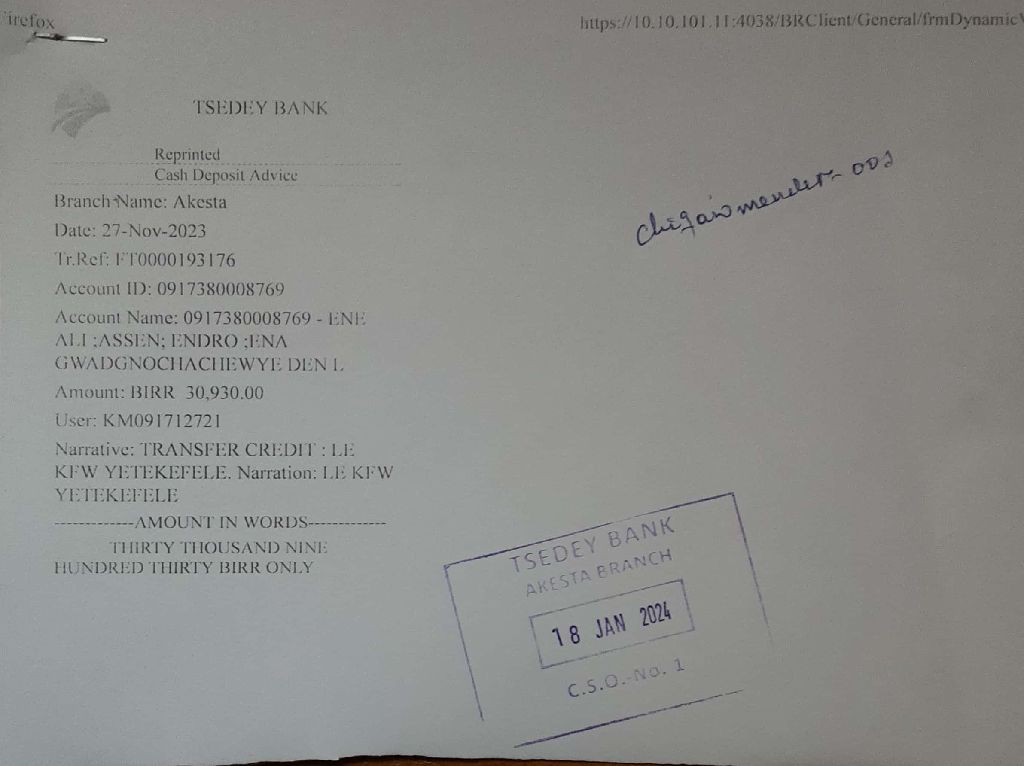 Firefox
https://10.10.101.11:4038/BRClient/General/frmDynamicV
TSEDEY BANK
Reprinted
Cash Deposit Advice
Branch Name: Akesta
Date: 27-Nov-2023
Tr.Ref: FT0000193176
Account ID: 0917380008769
Account Name: 0917380008769 - ENE
ALI ;ASSEN; ENDRO ;ENA
GWADGNOCHACHEWYE DEN L
Amount: BIRR 30,930.00
User: KM091712721
Narrative: TRANSFER CREDIT : LE
KFW YETEKEFELE. Narration: LE KFW
YETEKEFELE
-------------AMOUNT IN WORDS-------------
THIRTY THOUSAND NINE
HUNDRED THIRTY BIRR ONLY
TSEDEY BANK
AKESTA BRANCH
18 JAN 2024
C.S.O.-No. 1